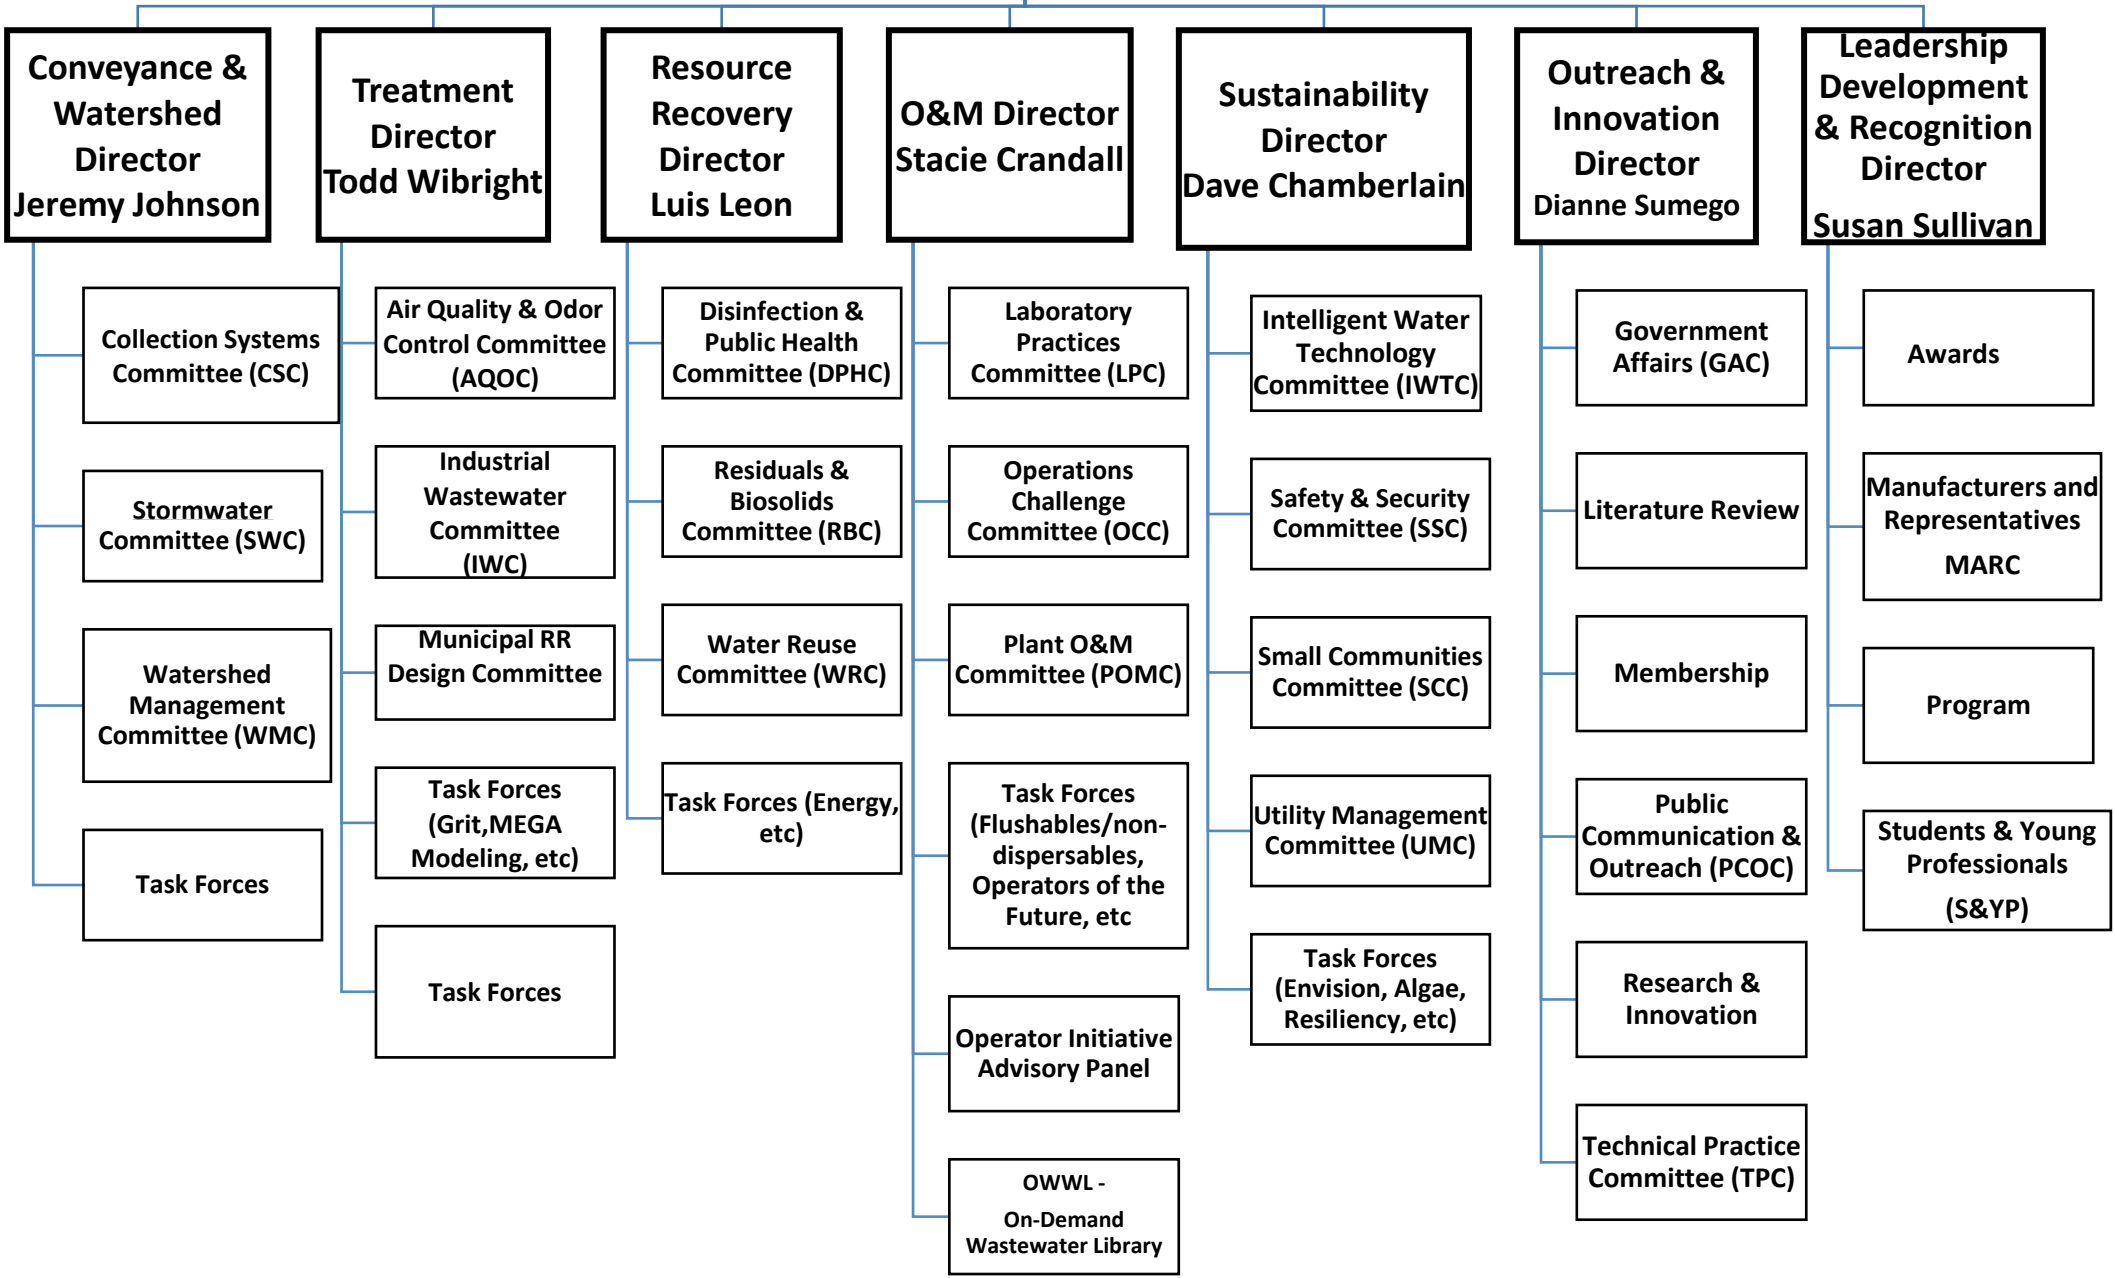 Conveyance &
Watershed
Director
Jeremy Johnson
Collection Systems
Committee (CSC)
Stormwater
Committee (SWC)
Watershed
Management
Committee (WMC)
Task Forces
Treatment
Director
Todd Wibright
Air Quality & Odor
Control Committee
(AQOC)
Industrial
Wastewater
Committee
(IWC)
Municipal RR
Design Committee
Task Forces
(Grit,MEGA
Modeling, etc)
Task Forces
Resource
Recovery
Director
Luis Leon
Disinfection &
Public Health
Committee (DPHC)
Residuals &
Biosolids
Committee (RBC)
Water Reuse
Committee (WRC)
Task Forces (Energy,
etc)
O&M Director
Stacie Crandall
Laboratory
Practices
Committee (LPC)
Operations
Challenge
Committee (OCC)
Plant O&M
Committee (POMC)
Task Forces
(Flushables/non-
dispersables,
Operators of the
Future, etc
Operator Initiative
Advisory Panel
OWWL -
On-Demand
Wastewater Library
Sustainability
Director
Dave Chamberlain
Intelligent Water
Technology
Committee (IWTC)
Safety & Security
Committee (SSC)
Small Communities
Committee (SCC)
Utility Management
Committee (UMC)
Task Forces
(Envision, Algae,
Resiliency, etc)
Outreach &
Innovation
Director
Dianne Sumego
Government
Affairs (GAC)
Literature Review
Membership
Public
Communication &
Outreach (PCOC)
Research &
Innovation
Technical Practice
Committee (TPC)
Leadership
Development
& Recognition
Director
Susan Sullivan
Awards
Manufacturers and
Representatives
MARC
Program
Students & Young
Professionals
(S&YP)